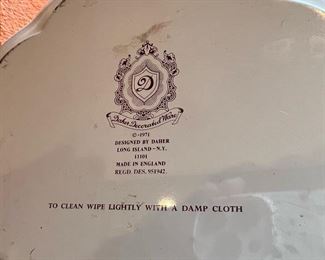 D
Daher Decorated Ware
© 1971
DESIGNED BY DAHER
LONG ISLAND - N.Y.
11101
MADE IN ENGLAND
REGD. DES. 951942
TO CLEAN WIPE LIGHTLY WITH A DAMP CLOTH